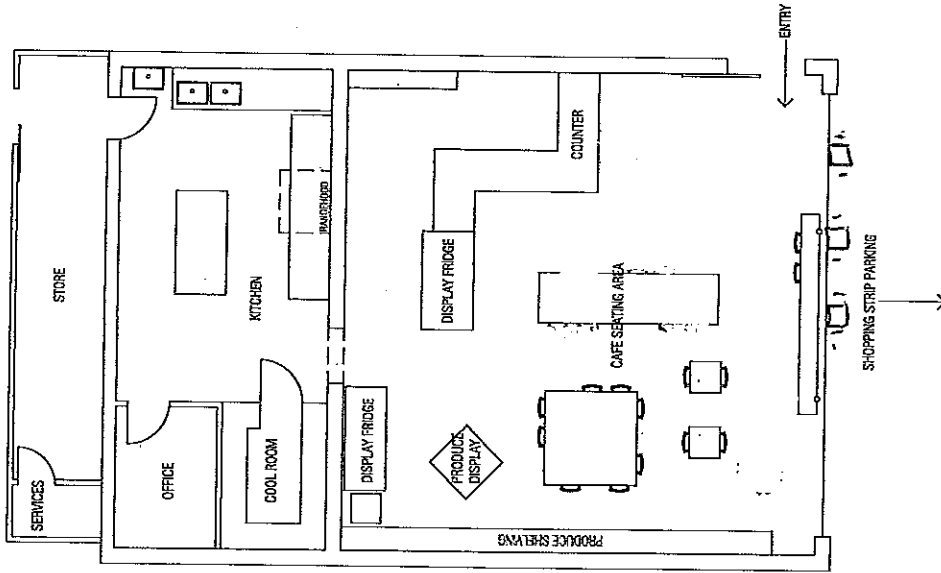 SERVICES
STORE
OFFICE
COOL ROOM
KITCHEN
RANGEHOOD
DISPLAY FRIDGE
PRODUCE
DISPLAY
PRODUCE SHELVING
DISPLAY FRIDGE
COUNTER
CAFE SEATING AREA
ENTRY
SHOPPING STRIP PARKING